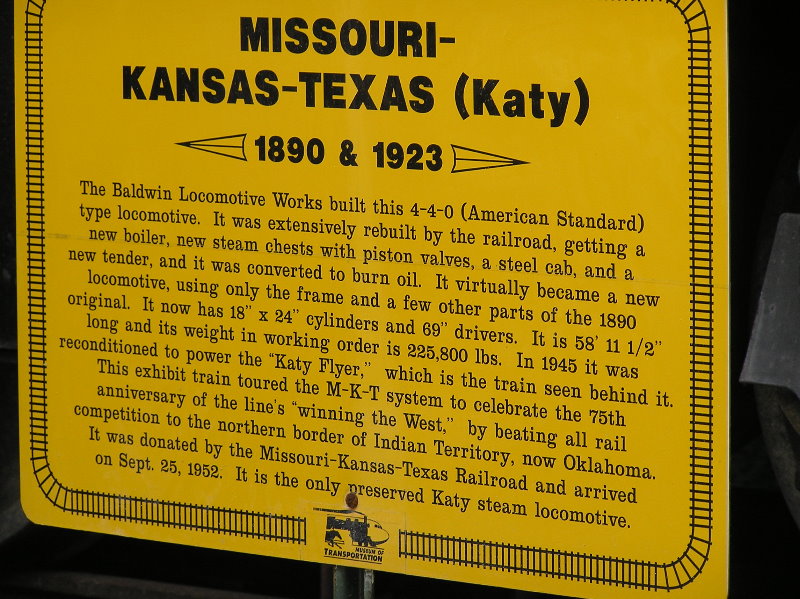 MISSOURI-
KANSAS-TEXAS (Katy)
1890 & 1923
The Baldwin Locomotive Works built this 4-4-0 (American Standard)
type locomotive. It was extensively rebuilt by the railroad, getting a
new boiler, new steam chests with piston valves, a steel cab, and a
new tender, and it was converted to burn oil. It virtually became a new
locomotive, using only the frame and a few other parts of the 1890
original. It now has 18" x 24" cylinders and 69" drivers. It is 58' 11 1/2"
long and its weight in working order is 225,800 lbs. In 1945 it was
reconditioned to power the "Katy Flyer," which is the train seen behind it.
This exhibit train toured the M-K-T system to celebrate the 75th
anniversary of the line's "winning the West," by beating all rail
competition to the northern border of Indian Territory, now Oklahoma.
It was donated by the Missouri-Kansas-Texas Railroad and arrived
on Sept. 25, 1952. It is the only preserved Katy steam locomotive.
MUSEUM OF
TRANSPORTATION